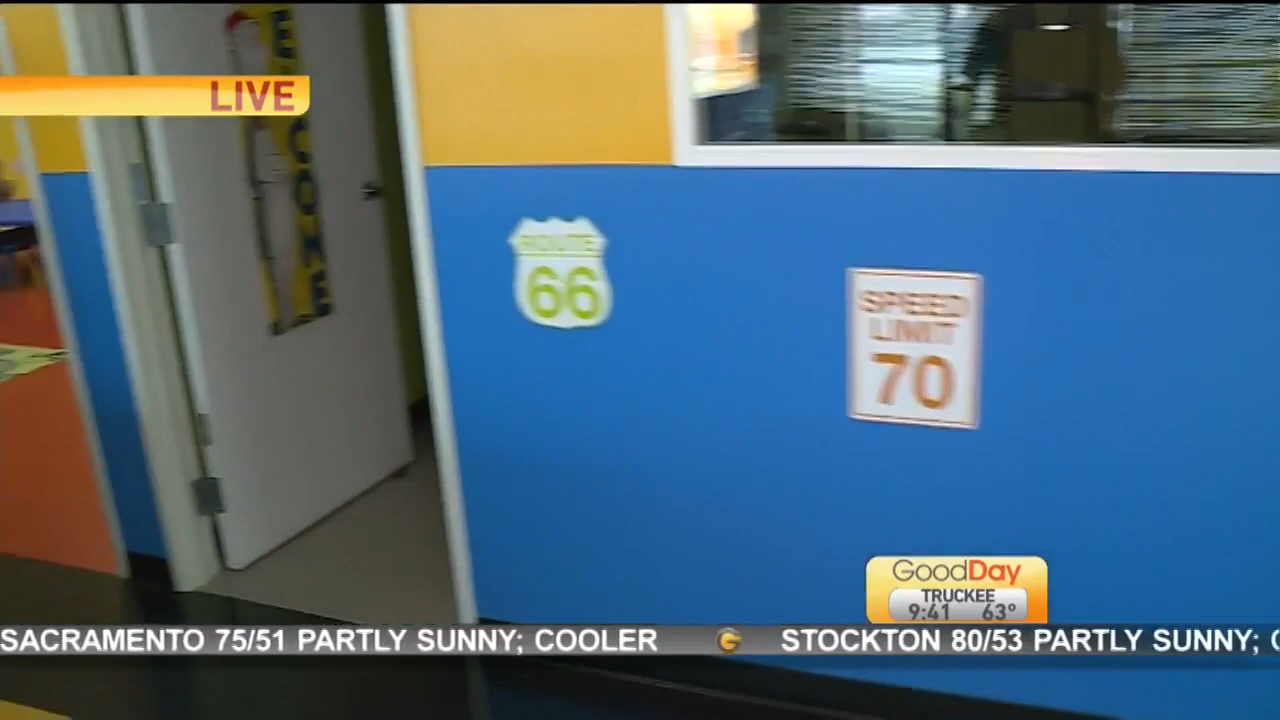 LIVE
ROUTE
66
SPEED
LIMIT
70
GoodDay
TRUCKEE
9:41 63°
SACRAMENTO 75/51 PARTLY SUNNY; COOLER STOCKTON 80/53 PARTLY SUNNY;